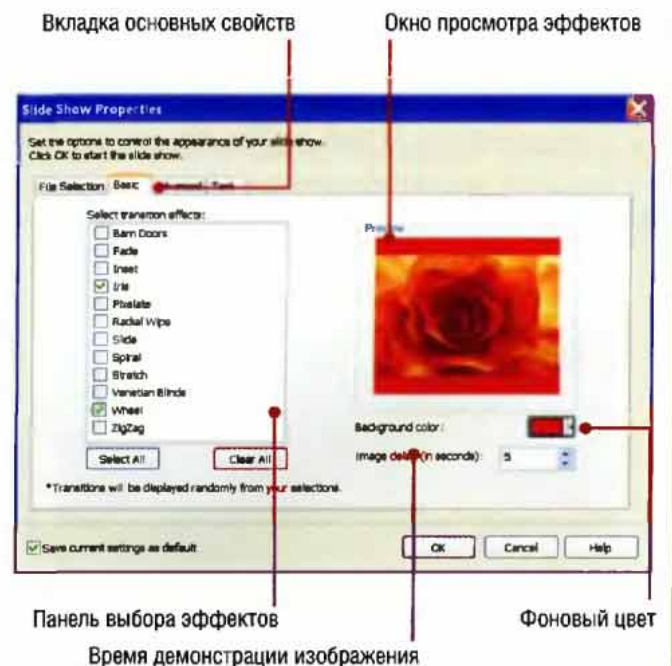 Вкладка основных свойств
Окно просмотра эффектов
Slide Show Properties
Set the options to control the appearance of your slide show.
Click OK to start the slide show.
File Selection Basic Text
Select transition effects:
Preview
Barn Doors
Fade
Inset
Iris
Pixelate
Radial Wipe
Slide
Spiral
Stretch
Venetian Blinds
Wheel
ZigZag
Background color:
Image delay (in seconds): 5
Select All Clear All
*Transitions will be displayed randomly from your selections.
Save current settings as default
OK Cancel Help
Панель выбора эффектов
Фоновый цвет
Время демонстрации изображения